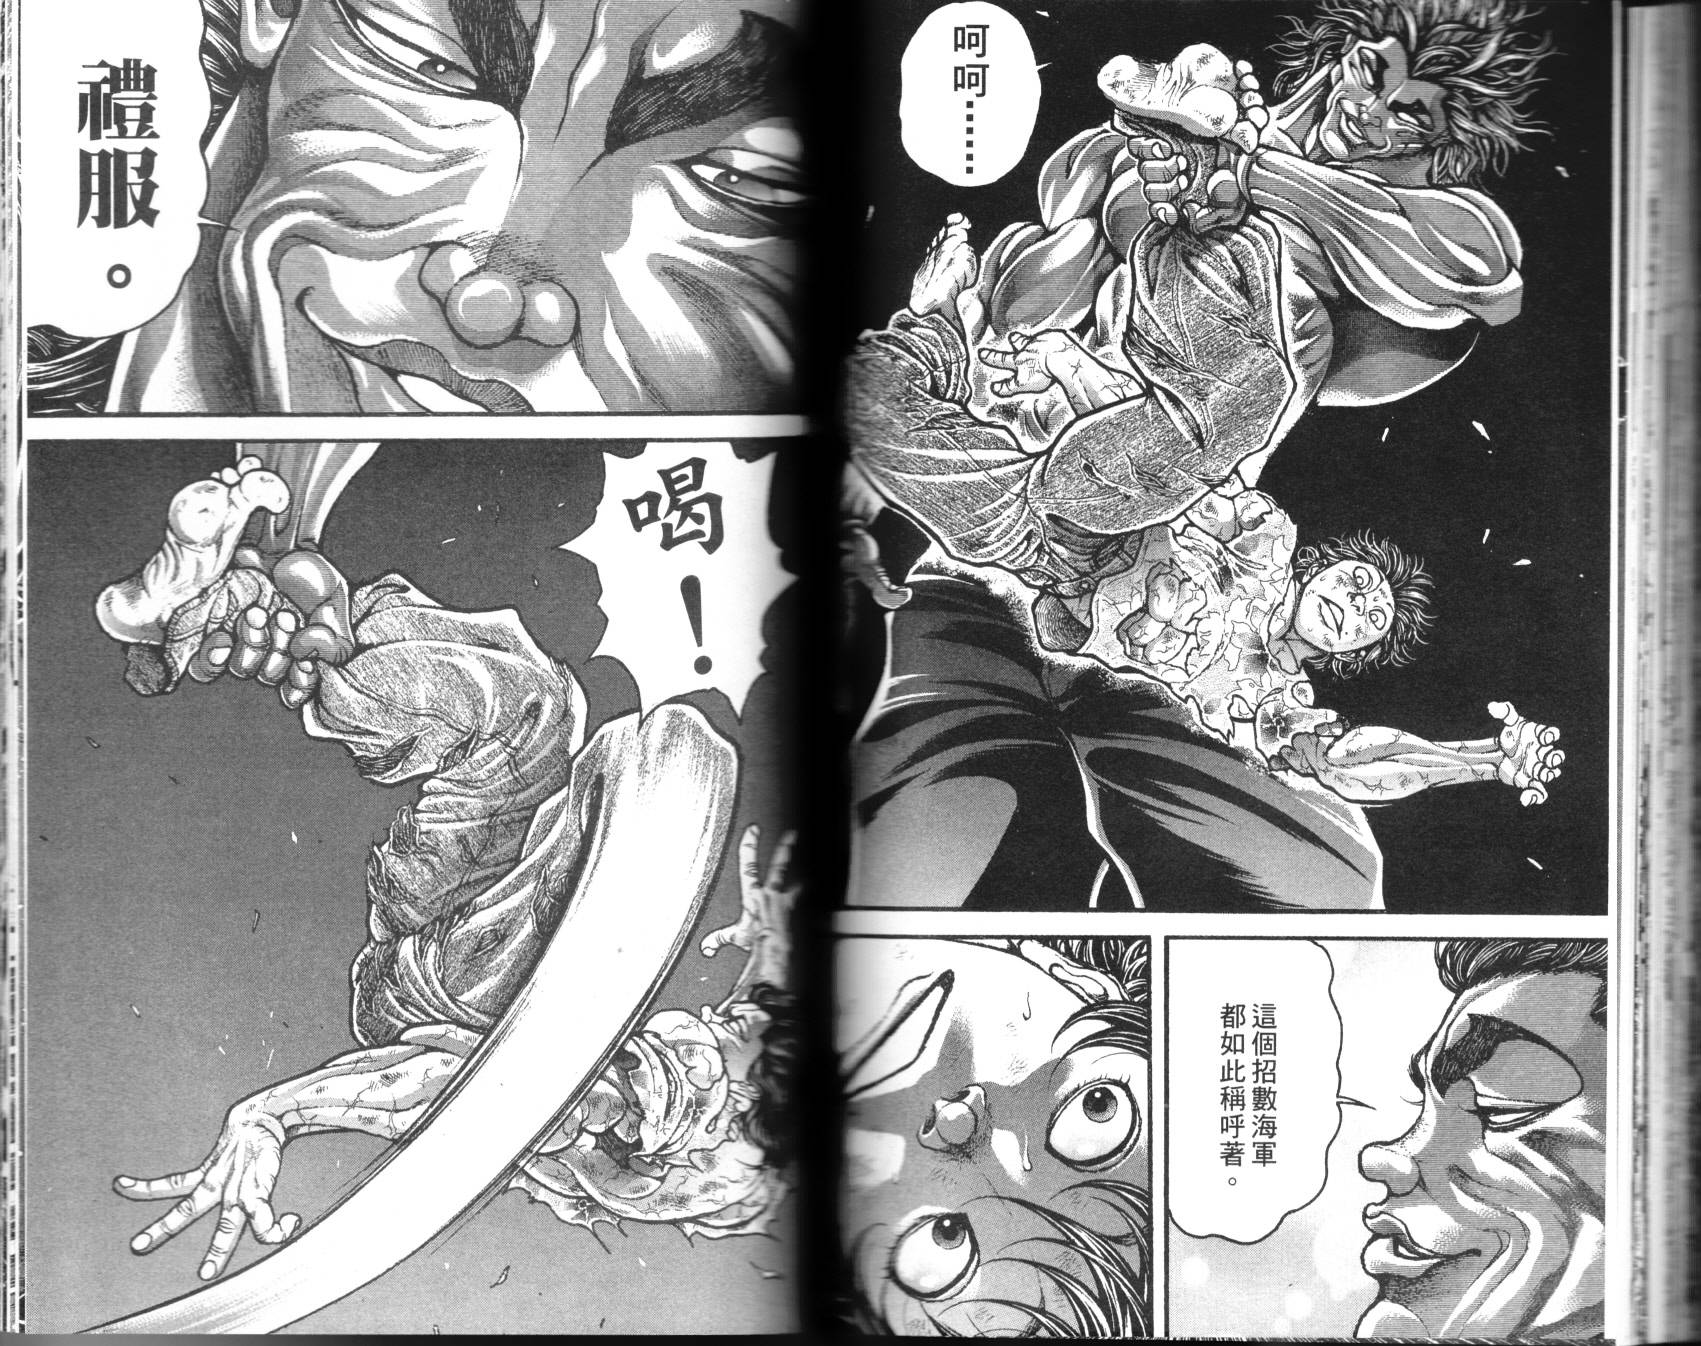 呵呵……
這個招數海軍
都如此稱呼著。
禮服。
喝！